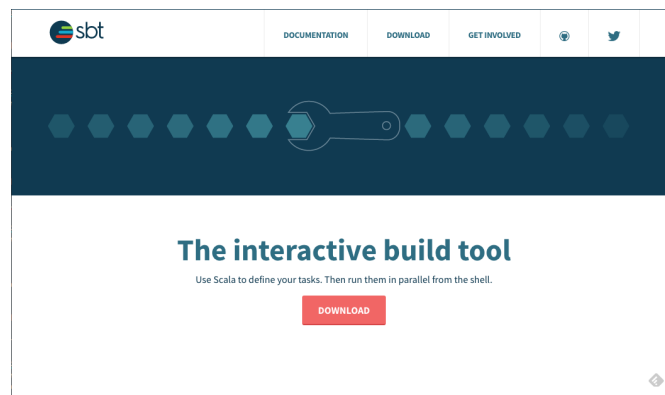 sbt
DOCUMENTATION
DOWNLOAD
GET INVOLVED
The interactive build tool
Use Scala to define your tasks. Then run them in parallel from the shell.
DOWNLOAD